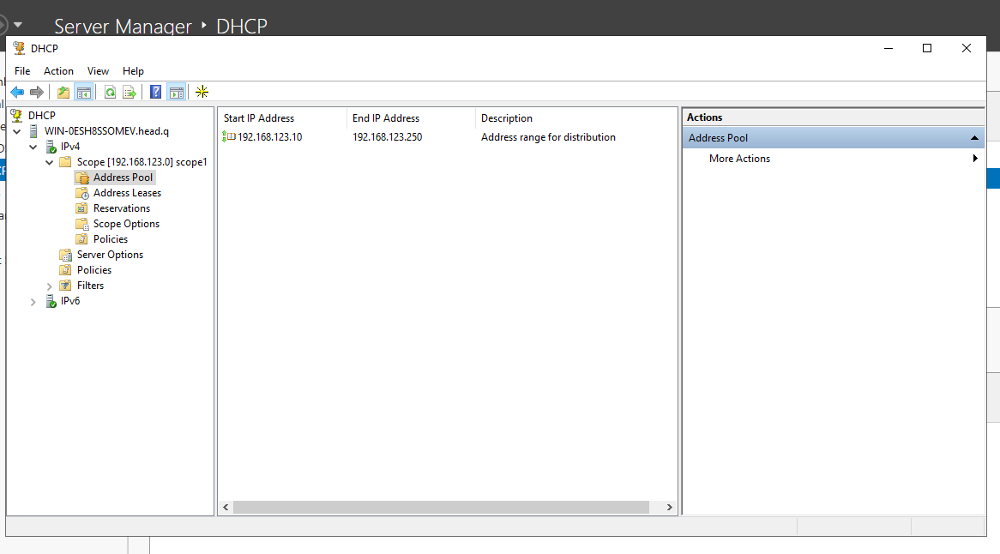 Server Manager ‣ DHCP
DHCP
File Action View Help
DHCP
WIN-0ESH8SSOMEV.head.q
IPv4
Scope [192.168.123.0] scope1
Address Pool
Address Leases
Reservations
Scope Options
Policies
Server Options
Policies
Filters
IPv6
Start IP Address End IP Address Description
192.168.123.10 192.168.123.250 Address range for distribution
Actions
Address Pool
More Actions